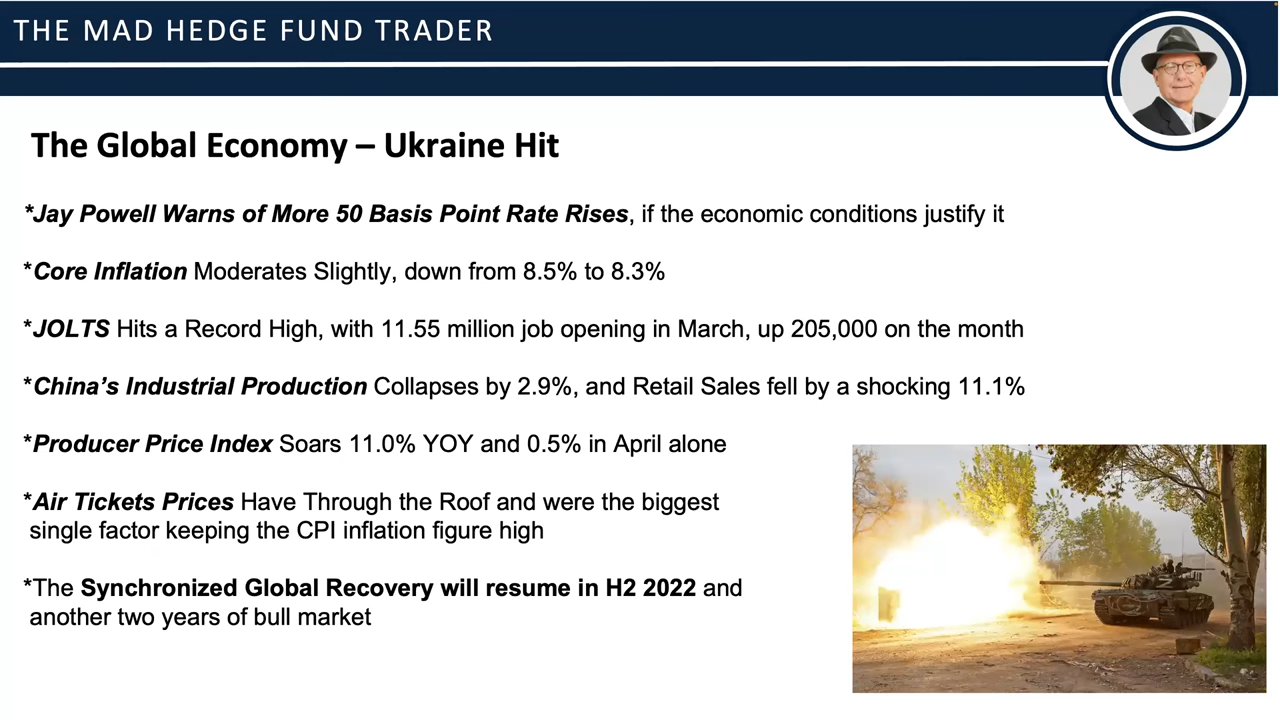 THE MAD HEDGE FUND TRADER
The Global Economy – Ukraine Hit
*Jay Powell Warns of More 50 Basis Point Rate Rises, if the economic conditions justify it
*Core Inflation Moderates Slightly, down from 8.5% to 8.3%
*JOLTS Hits a Record High, with 11.55 million job opening in March, up 205,000 on the month
*China’s Industrial Production Collapses by 2.9%, and Retail Sales fell by a shocking 11.1%
*Producer Price Index Soars 11.0% YOY and 0.5% in April alone
*Air Tickets Prices Have Through the Roof and were the biggest
single factor keeping the CPI inflation figure high
*The Synchronized Global Recovery will resume in H2 2022 and
another two years of bull market
Z